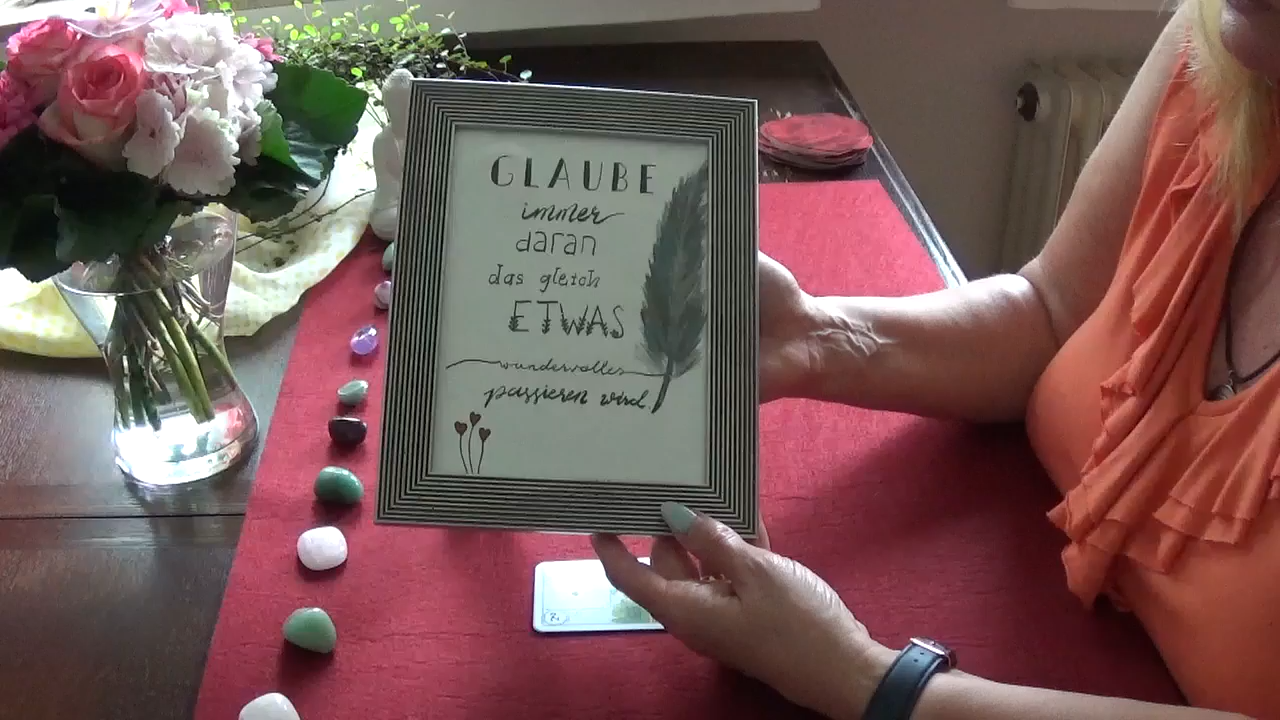 GLAUBE
immer
daran
das gleich
ETWAS
wundervolles
passieren wird